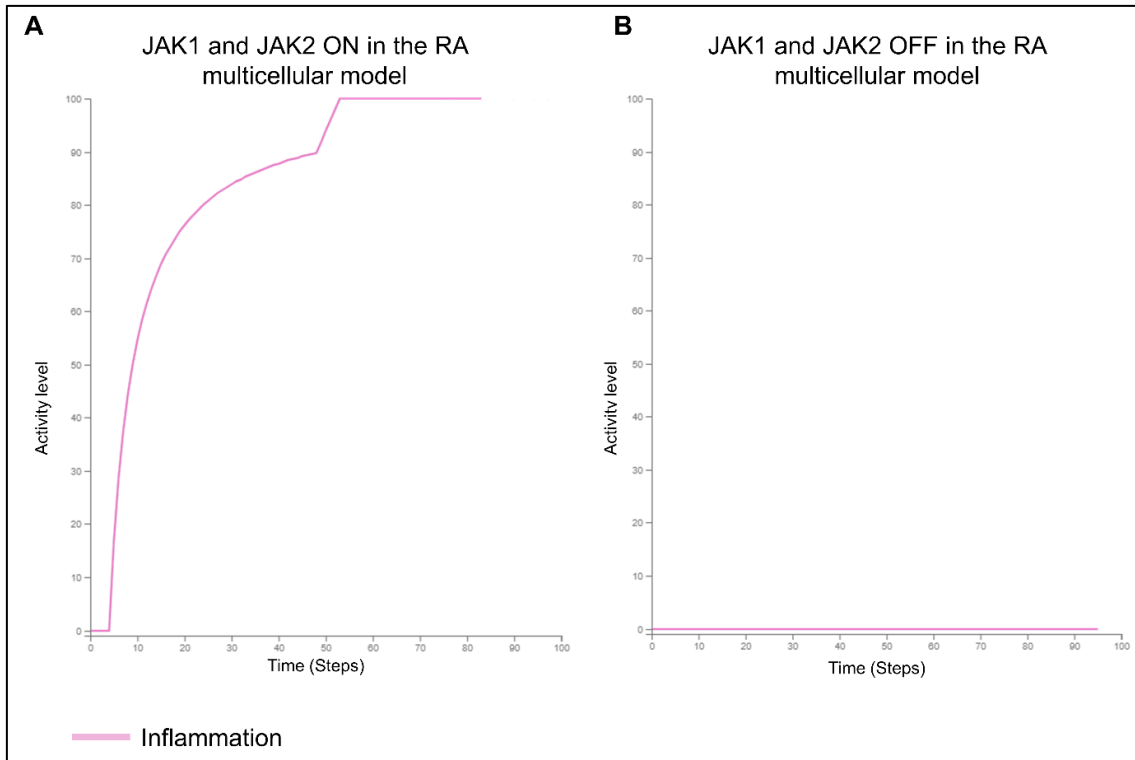 A
JAK1 and JAK2 ON in the RA
multicellular model
100
90
80
70
60
50
40
30
20
10
0
Activity level
0 10 20 30 40 50 60 70 80 90 100
Time (Steps)
B
JAK1 and JAK2 OFF in the RA
multicellular model
100
90
80
70
60
50
40
30
20
10
0
Activity level
0 10 20 30 40 50 60 70 80 90 100
Time (Steps)
Inflammation